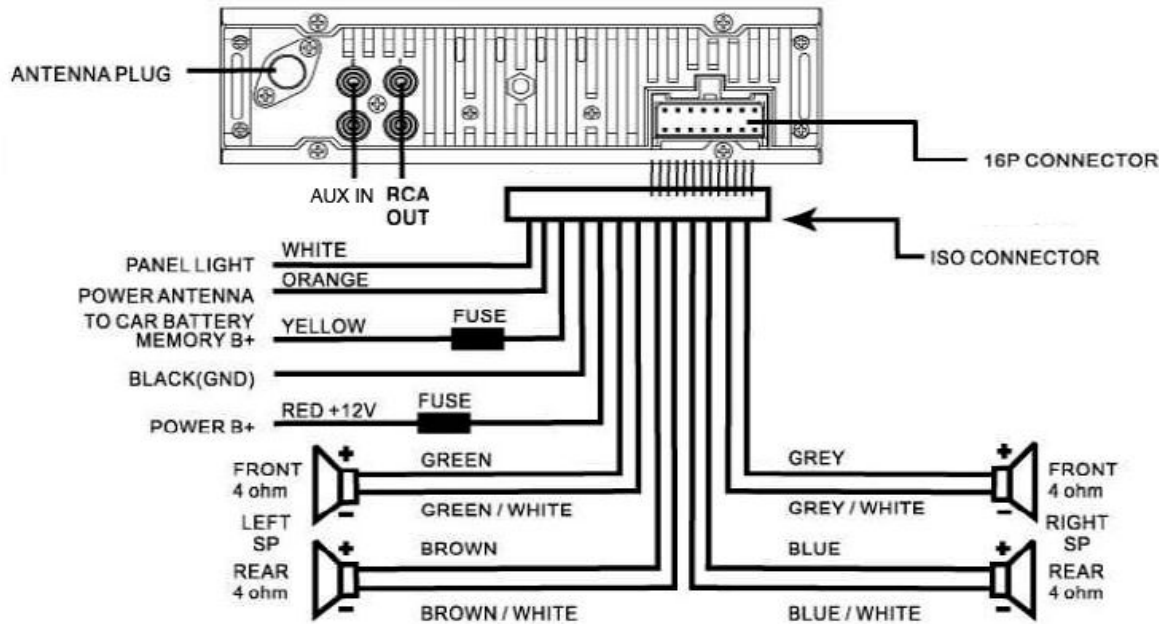 ANTENNA PLUG
16P CONNECTOR
AUX IN
RCA
OUT
ISO CONNECTOR
PANEL LIGHT
WHITE
POWER ANTENNA
ORANGE
TO CAR BATTERY
MEMORY B+
YELLOW
FUSE
BLACK(GND)
POWER B+
RED +12V
FUSE
FRONT
4 ohm
+
-
GREEN
GREEN / WHITE
GREY
GREY / WHITE
+
-
FRONT
4 ohm
LEFT
SP
RIGHT
SP
REAR
4 ohm
+
-
BROWN
BROWN / WHITE
BLUE
BLUE / WHITE
+
-
REAR
4 ohm